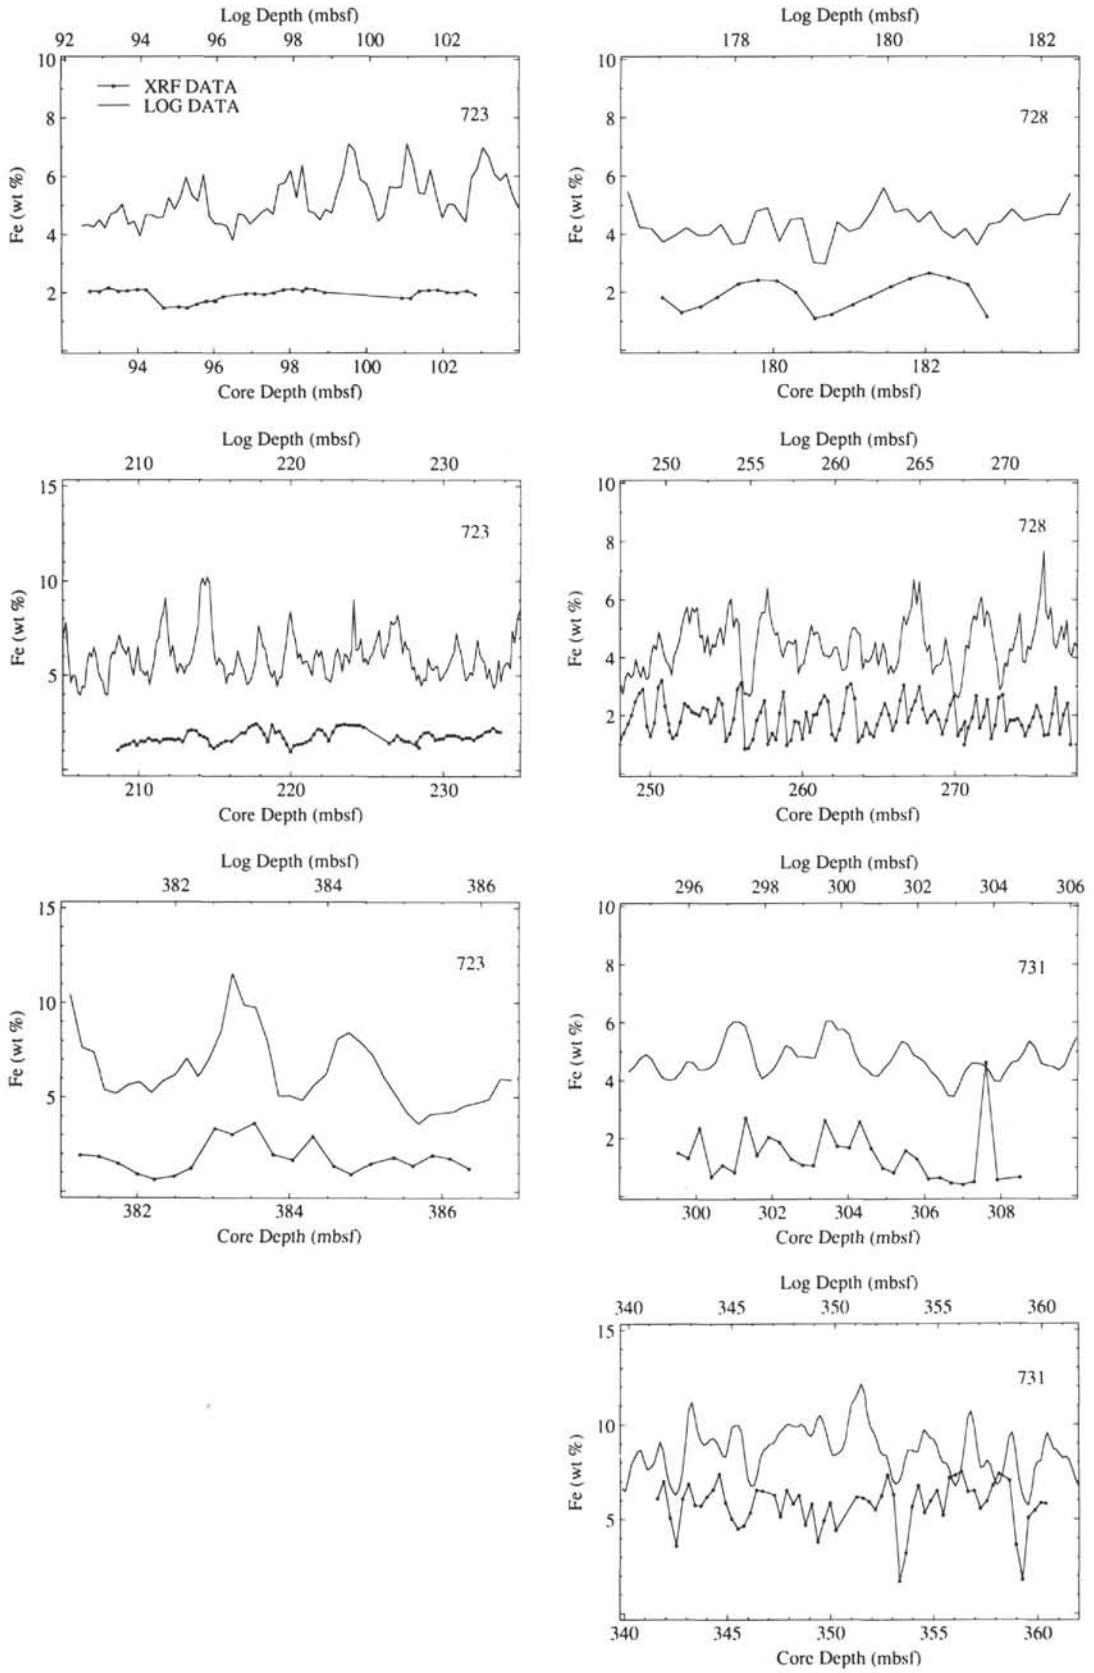 Log Depth (mbsf)
92 94 96 98 100 102
10
8
6
4
2
Fe (wt %)
XRF DATA
LOG DATA
723
94 96 98 100 102
Core Depth (mbsf)
Log Depth (mbsf)
178 180 182
10
8
6
4
2
Fe (wt %)
728
180 182
Core Depth (mbsf)
Log Depth (mbsf)
210 220 230
15
10
5
Fe (wt %)
723
210 220 230
Core Depth (mbsf)
Log Depth (mbsf)
250 255 260 265 270
10
8
6
4
2
Fe (wt %)
728
250 260 270
Core Depth (mbsf)
Log Depth (mbsf)
382 384 386
15
10
5
Fe (wt %)
723
382 384 386
Core Depth (mbsf)
Log Depth (mbsf)
296 298 300 302 304 306
10
8
6
4
2
Fe (wt %)
731
300 302 304 306 308
Core Depth (mbsf)
Log Depth (mbsf)
340 345 350 355 360
15
10
5
Fe (wt %)
731
340 345 350 355 360
Core Depth (mbsf)